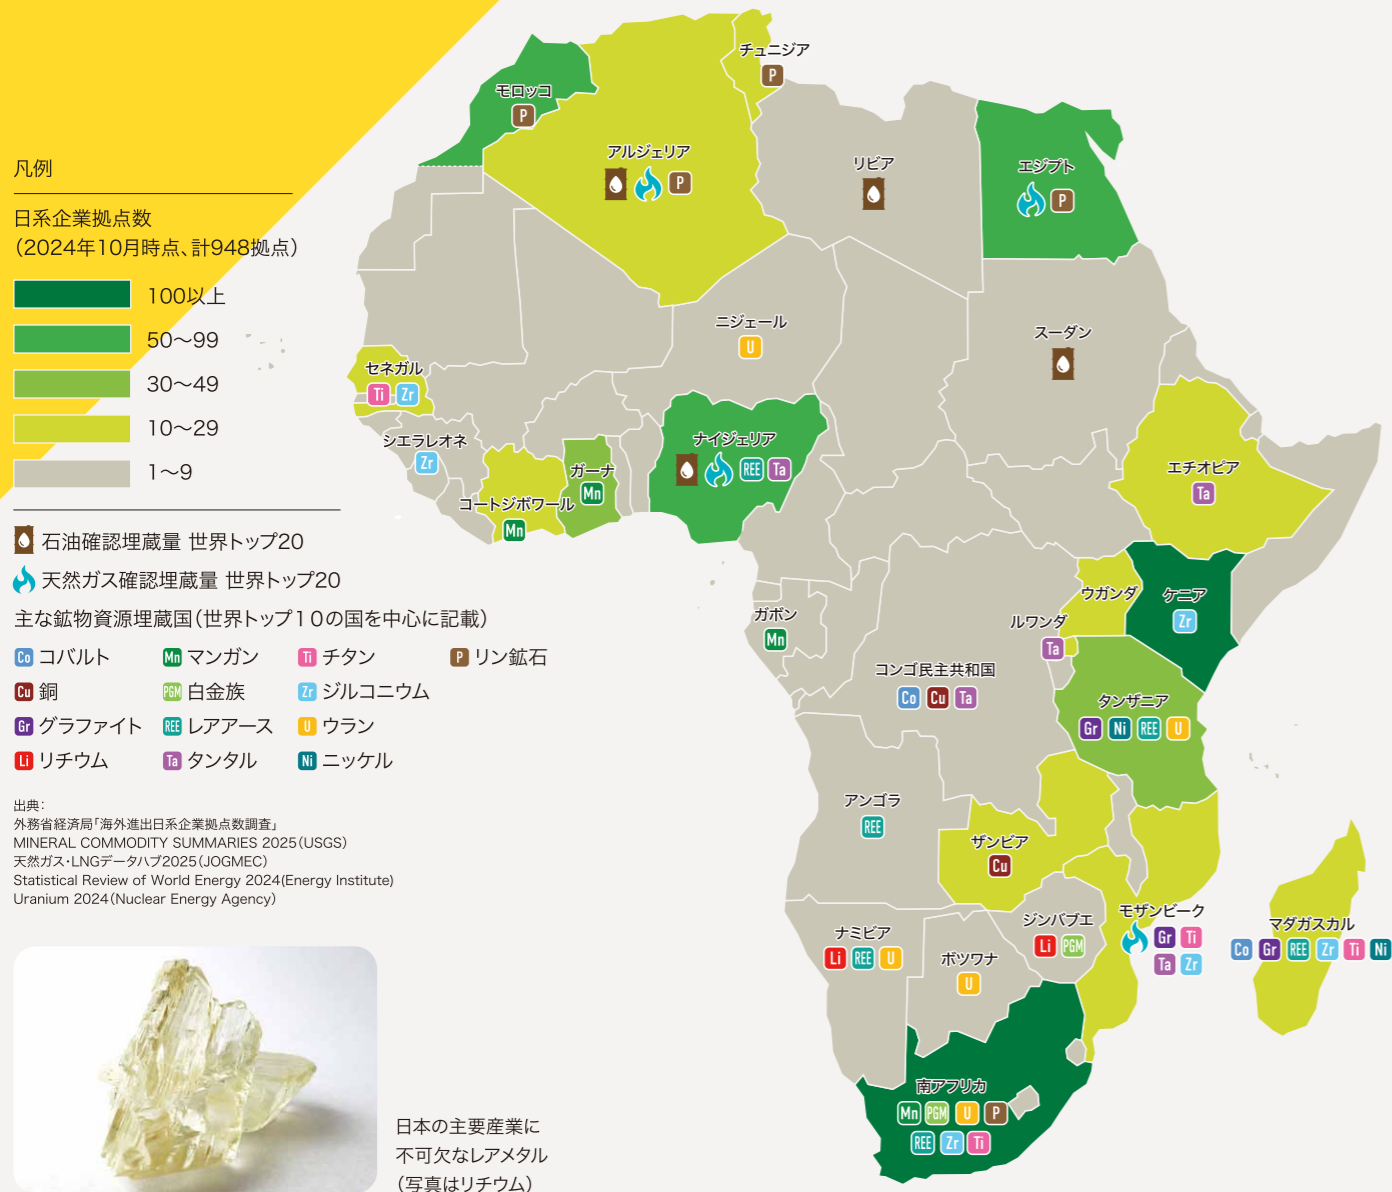 凡例
日系企業拠点数
（2024年10月時点、計948拠点）
100以上
50〜99
30〜49
10〜29
1〜9
石油確認埋蔵量 世界トップ20
天然ガス確認埋蔵量 世界トップ20
主な鉱物資源埋蔵国（世界トップ10の国を中心に記載）
Co コバルト Mn マンガン Ti チタン P リン鉱石
Cu 銅 PGM 白金族 Zr ジルコニウム
Gr グラファイト REE レアアース U ウラン
Li リチウム Ta タンタル Ni ニッケル
出典：
外務省経済局「海外進出日系企業拠点数調査」
MINERAL COMMODITY SUMMARIES 2025（USGS）
天然ガス・LNGデータハブ2025（JOGMEC）
Statistical Review of World Energy 2024(Energy Institute)
Uranium 2024（Nuclear Energy Agency）
日本の主要産業に
不可欠なレアメタル
（写真はリチウム）
チュニジア
P
モロッコ
P
アルジェリア
P
リビア
エジプト
P
ニジェール
U
スーダン
セネガル
Ti Zr
シエラレオネ
Zr
コートジボワール
Mn
ガーナ
Mn
ナイジェリア
REE Ta
エチオピア
Ta
ウガンダ
ケニア
Zr
ルワンダ
Ta
ガボン
Mn
コンゴ民主共和国
Co Cu Ta
タンザニア
Gr Ni REE U
アンゴラ
REE
ザンビア
Cu
ジンバブエ
Li PGM
モザンビーク
Gr Ti
Ta Zr
マダガスカル
Co Gr REE Zr Ti Ni
ナミビア
Li REE U
ボツワナ
U
南アフリカ
Mn PGM U P
REE Zr Ti